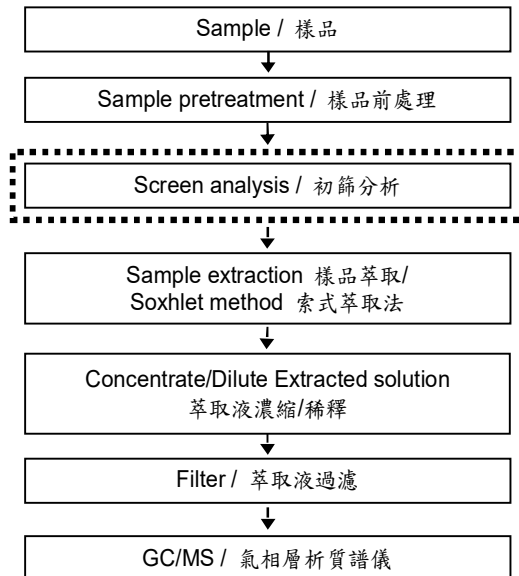 Sample / 樣品
Sample pretreatment / 樣品前處理
Screen analysis / 初篩分析
Sample extraction 樣品萃取/
Soxhlet method 索式萃取法
Concentrate/Dilute Extracted solution
萃取液濃縮/稀釋
Filter / 萃取液過濾
GC/MS / 氣相層析質譜儀